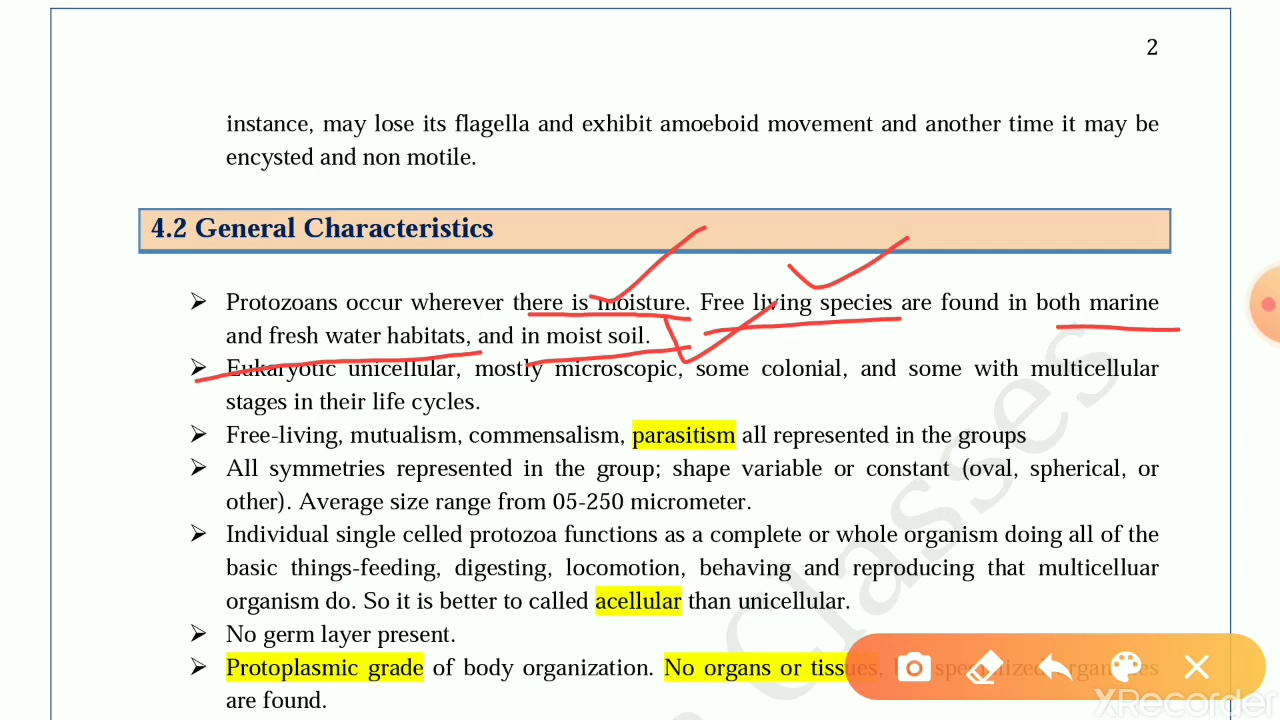 2
instance, may lose its flagella and exhibit amoeboid movement and another time it may be
encysted and non motile.
4.2 General Characteristics
➤ Protozoans occur wherever there is moisture. Free living species are found in both marine
and fresh water habitats, and in moist soil.
➤ Eukaryotic unicellular, mostly microscopic, some colonial, and some with multicellular
stages in their life cycles.
➤ Free-living, mutualism, commensalism, parasitism all represented in the groups
➤ All symmetries represented in the group; shape variable or constant (oval, spherical, or
other). Average size range from 05-250 micrometer.
➤ Individual single celled protozoa functions as a complete or whole organism doing all of the
basic things-feeding, digesting, locomotion, behaving and reproducing that multicelluar
organism do. So it is better to called acellular than unicellular.
➤ No germ layer present.
➤ Protoplasmic grade of body organization. No organs or tissues,
are found.
Classes
XRecorder